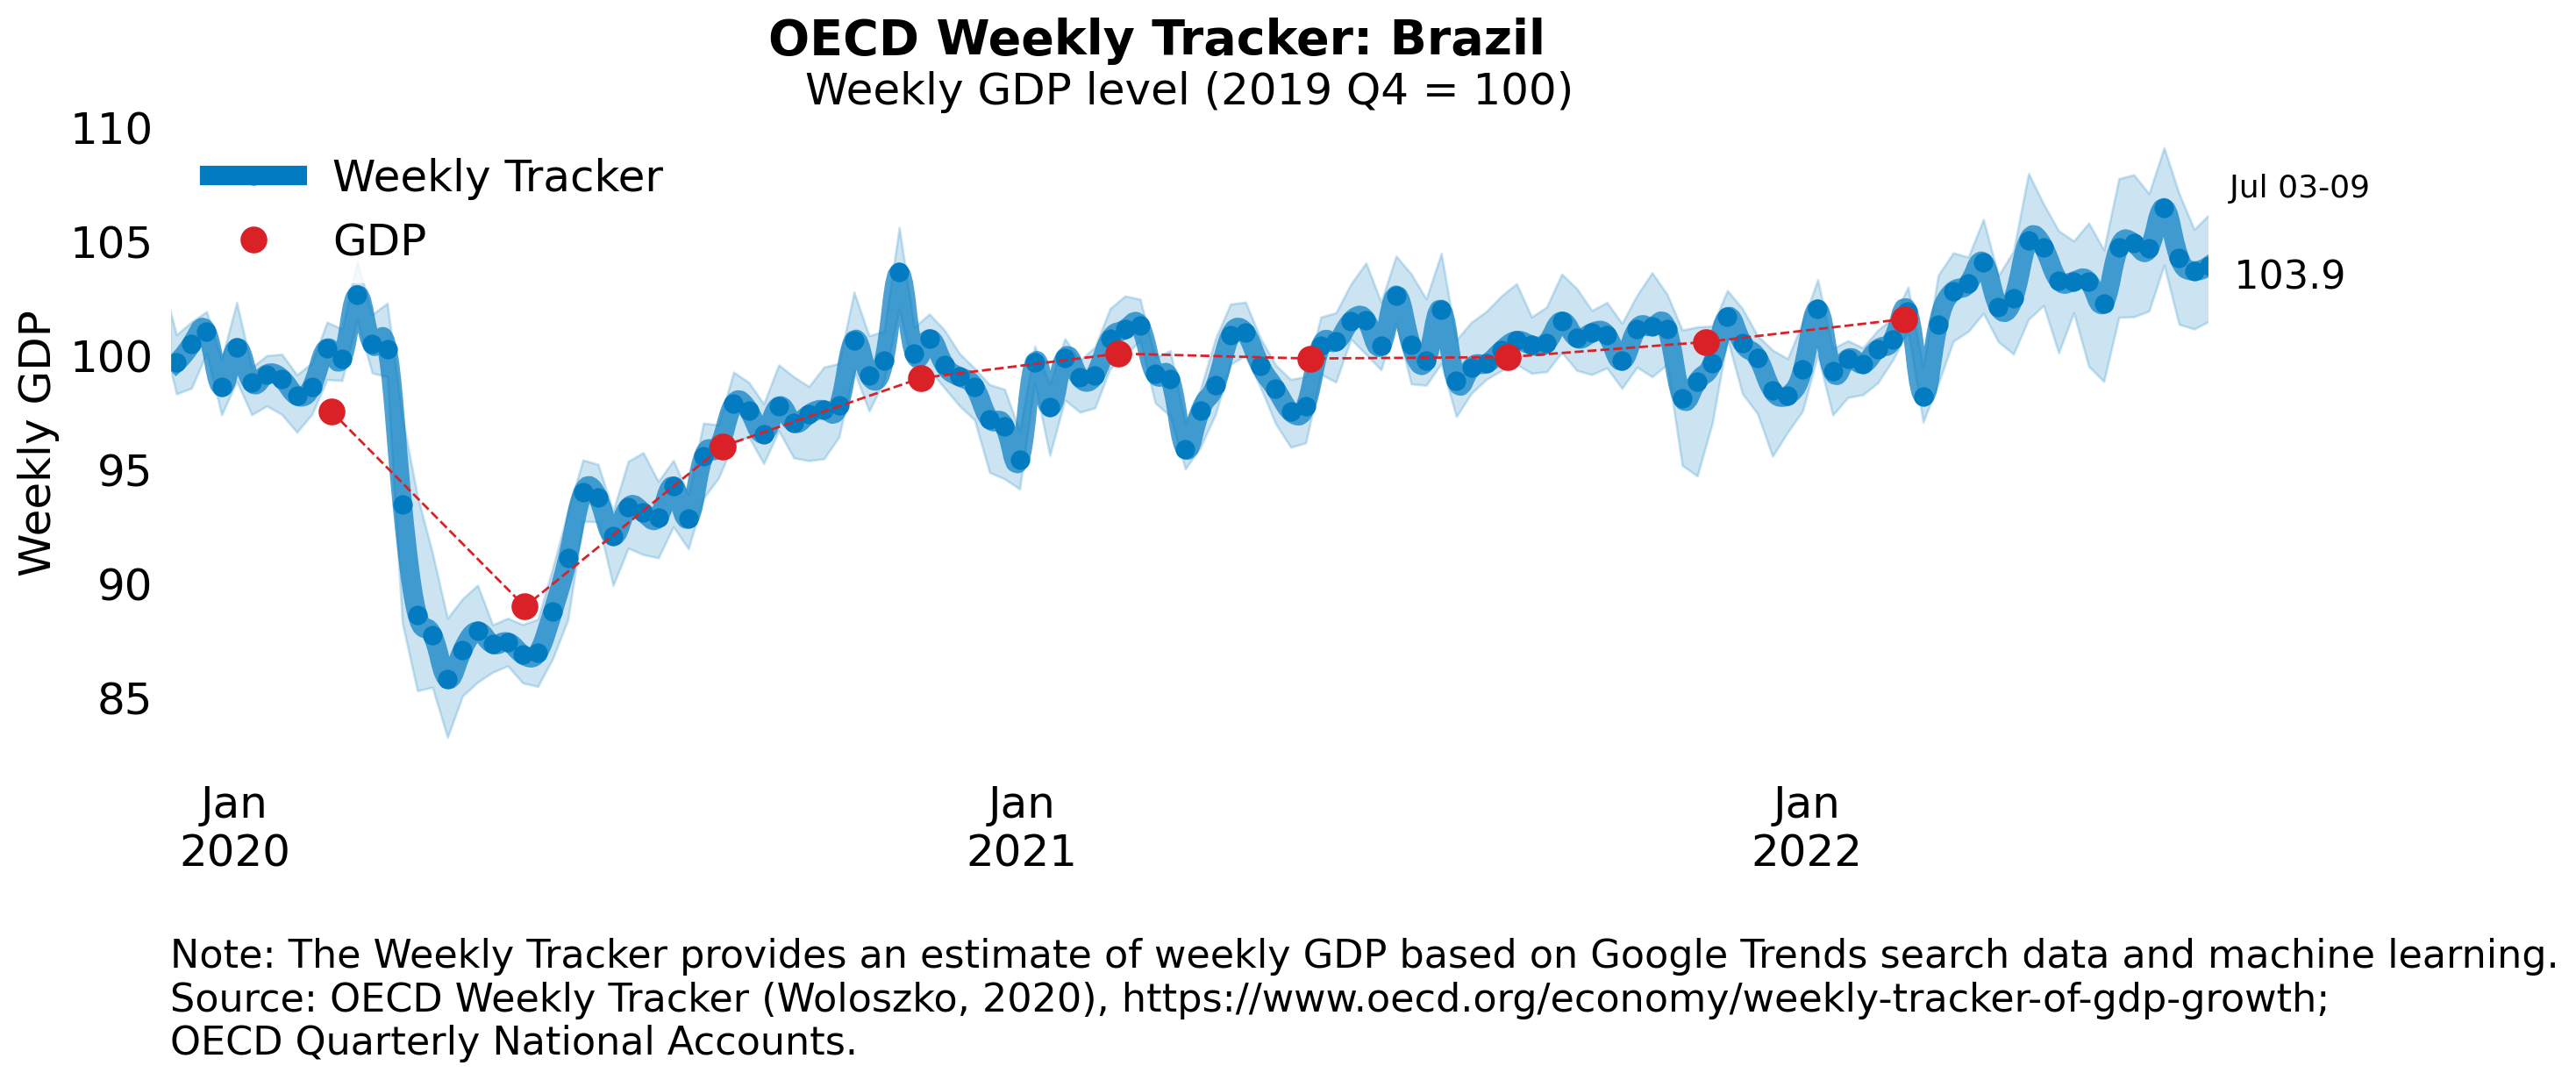 OECD Weekly Tracker: Brazil
Weekly GDP level (2019 Q4 = 100)
110
105
100
95
90
85
Weekly GDP
Weekly Tracker
GDP
Jul 03-09
103.9
Jan
2020
Jan
2021
Jan
2022
Note: The Weekly Tracker provides an estimate of weekly GDP based on Google Trends search data and machine learning.
Source: OECD Weekly Tracker (Woloszko, 2020), https://www.oecd.org/economy/weekly-tracker-of-gdp-growth;
OECD Quarterly National Accounts.